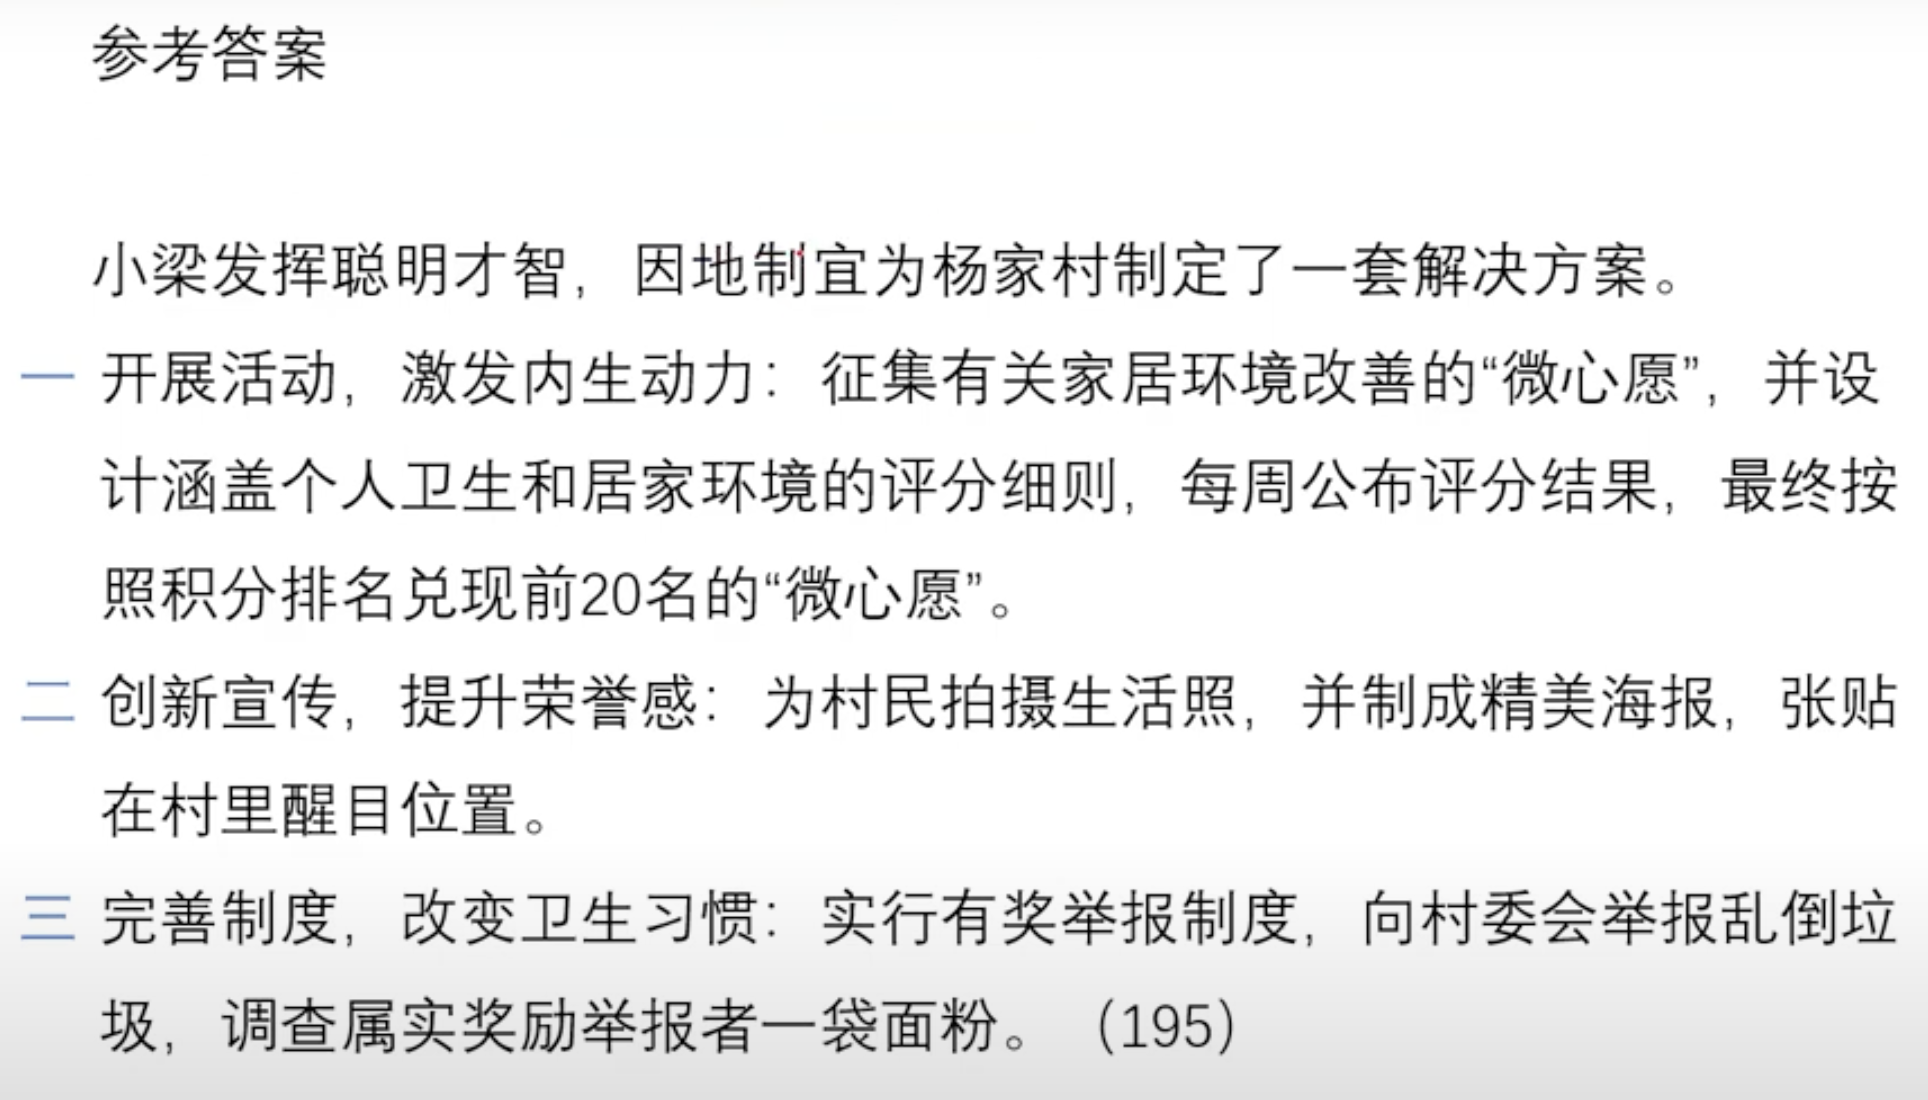 参考答案
小梁发挥聪明才智，因地制宜为杨家村制定了一套解决方案。
一 开展活动，激发内生动力：征集有关家居环境改善的“微心愿”，并设
计涵盖个人卫生和居家环境的评分细则，每周公布评分结果，最终按
照积分排名兑现前20名的“微心愿”。
二 创新宣传，提升荣誉感：为村民拍摄生活照，并制成精美海报，张贴
在村里醒目位置。
三 完善制度，改变卫生习惯：实行有奖举报制度，向村委会举报乱倒垃
圾，调查属实奖励举报者一袋面粉。（195）